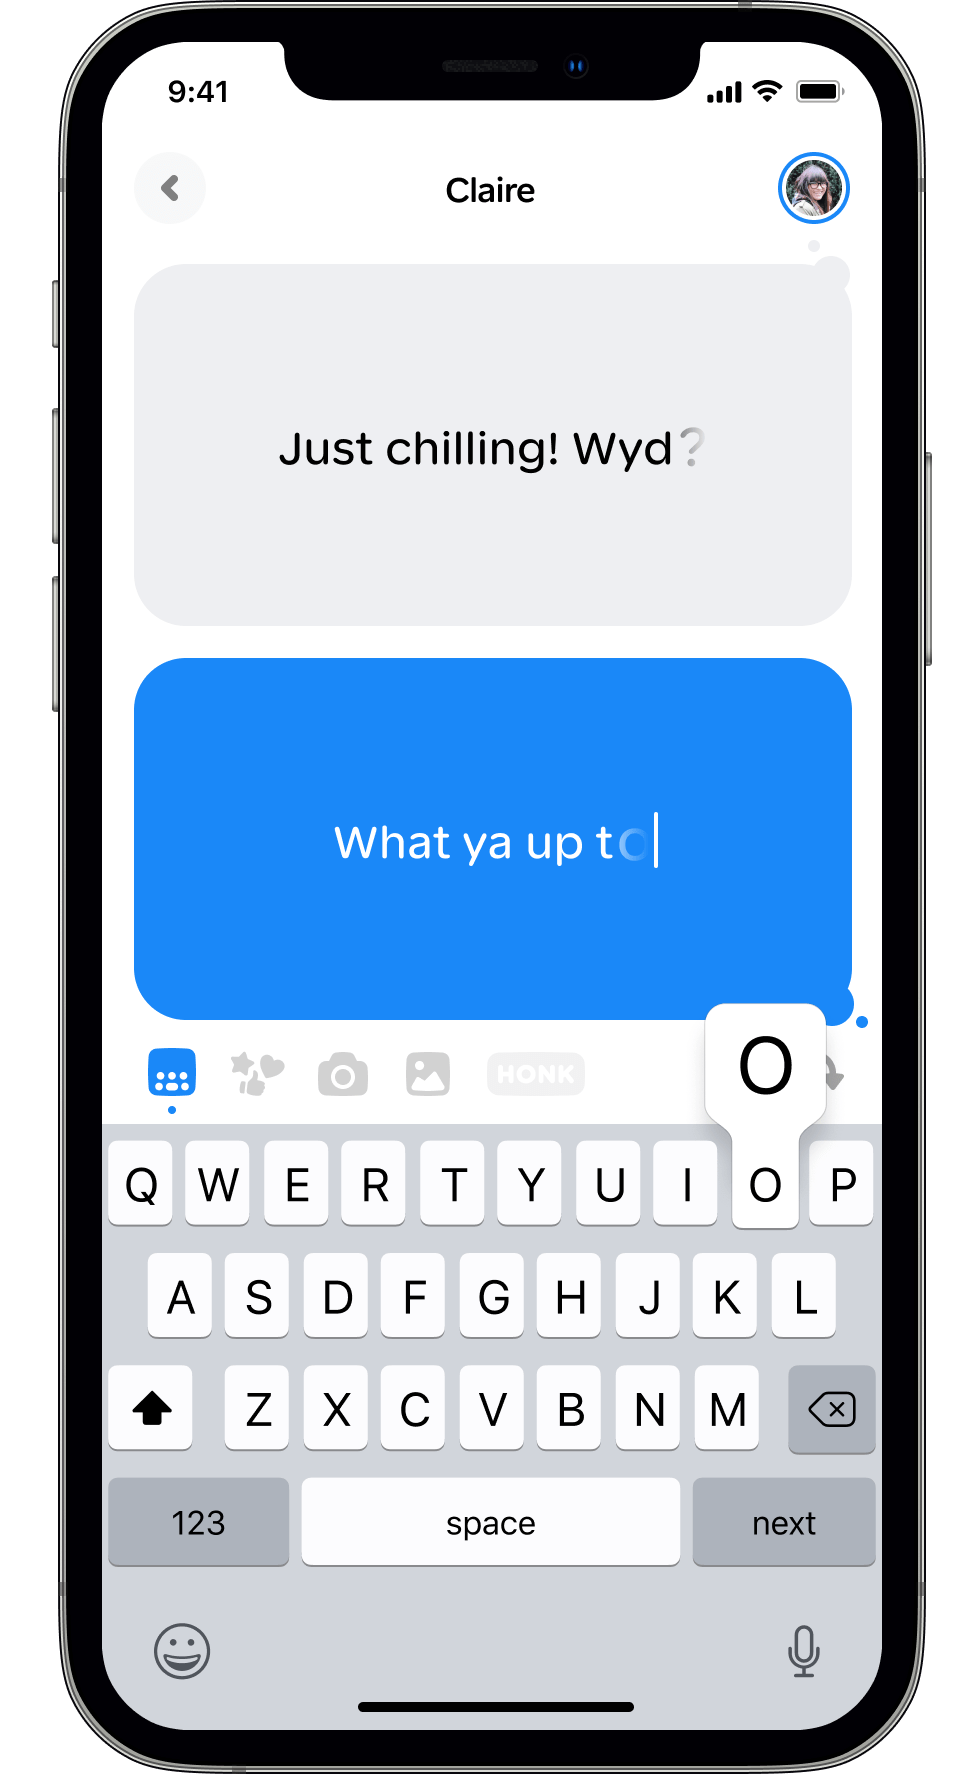 9:41
Claire
Just chilling! Wyd?
What ya up to
HONK
O
Q W E R T Y U I O P
A S D F G H J K L
Z X C V B N M
123 space next